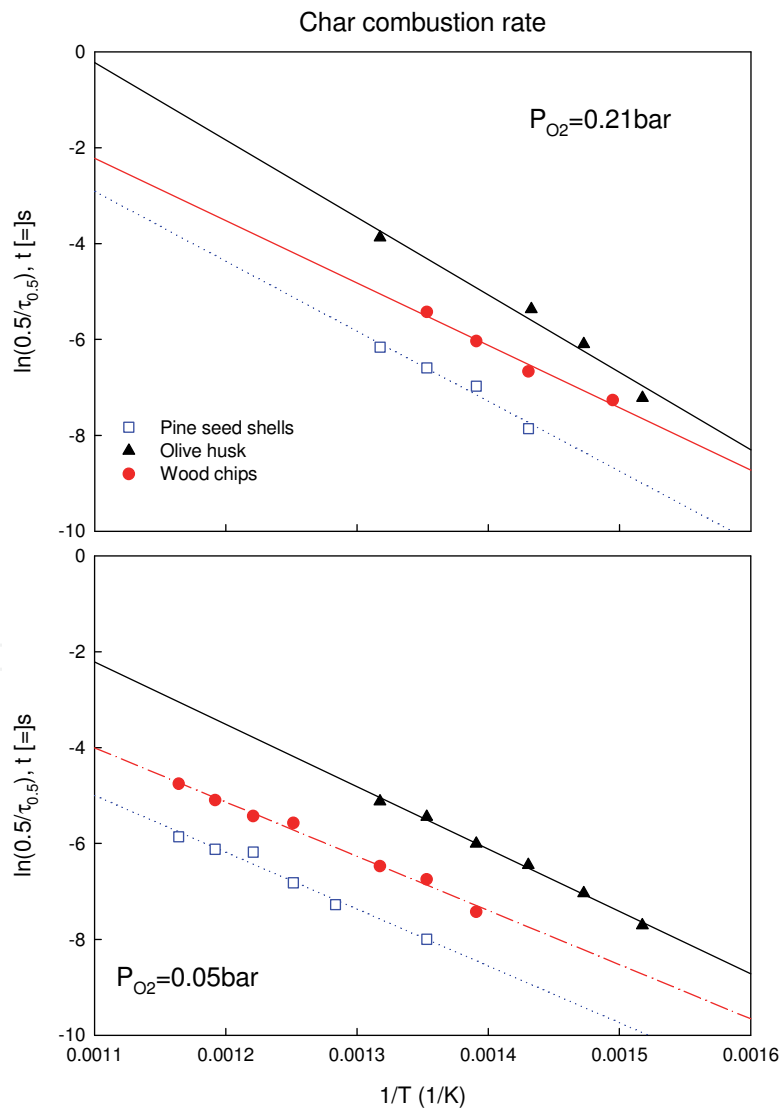 Char combustion rate
0
-2
-4
-6
-8
-10
ln(0.5/τ0.5), t [=]s
PO2=0.21bar
Pine seed shells
Olive husk
Wood chips
0
-2
-4
-6
-8
-10
ln(0.5/τ0.5), t [=]s
PO2=0.05bar
0.0011 0.0012 0.0013 0.0014 0.0015 0.0016
1/T (1/K)